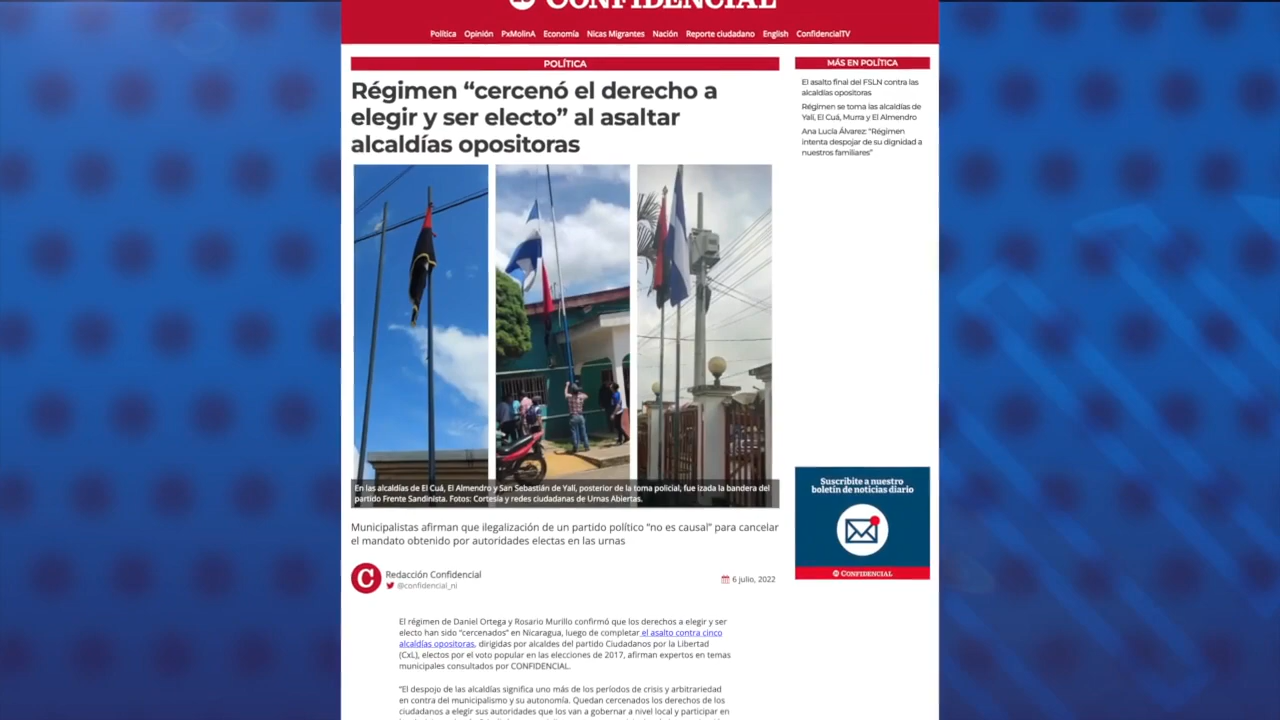 CONFIDENCIAL
Política Opinión PxMolinA Economía Nicas Migrantes Nación Reporte ciudadano English ConfidencialTV
POLÍTICA
Régimen “cercenó el derecho a
elegir y ser electo” al asaltar
alcaldías opositoras
En las alcaldías de El Cuá, El Almendro y San Sebastián de Yalí, posterior de la toma policial, fue izada la bandera del
partido Frente Sandinista. Fotos: Cortesía y redes ciudadanas de Urnas Abiertas.
Municipalistas afirman que ilegalización de un partido político “no es causal” para cancelar
el mandato obtenido por autoridades electas en las urnas
C
Redacción Confidencial
@confidencial_ni
6 julio, 2022
El régimen de Daniel Ortega y Rosario Murillo confirmó que los derechos a elegir y ser
electo han sido “cercenados” en Nicaragua, luego de completar el asalto contra cinco
alcaldías opositoras, dirigidas por alcaldes del partido Ciudadanos por la Libertad
(CxL), electos por el voto popular en las elecciones de 2017, afirman expertos en temas
municipales consultados por CONFIDENCIAL.
“El despojo de las alcaldías significa uno más de los períodos de crisis y arbitrariedad
en contra del municipalismo y su autonomía. Quedan cercenados los derechos de los
ciudadanos a elegir sus autoridades que los van a gobernar a nivel local y participar en
MÁS EN POLÍTICA
El asalto final del FSLN contra las
alcaldías opositoras
Régimen se toma las alcaldías de
Yalí, El Cuá, Murra y El Almendro
Ana Lucía Álvarez: “Régimen
intenta despojar de su dignidad a
nuestros familiares”
Suscribite a nuestro
boletín de noticias diario
CONFIDENCIAL